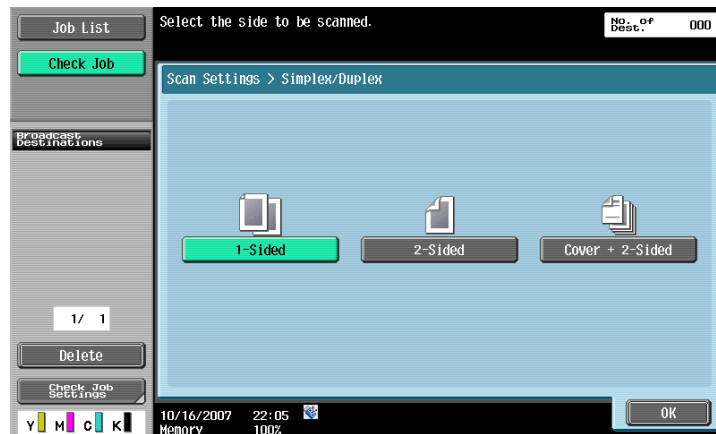 Job List
Check Job
Broadcast
Destinations
1/ 1
Delete
Check Job
Settings
Y M C K
Select the side to be scanned.
No. of
Dest. 000
Scan Settings > Simplex/Duplex
1-Sided
2-Sided
Cover + 2-Sided
OK
10/16/2007 22:05
Memory 100%